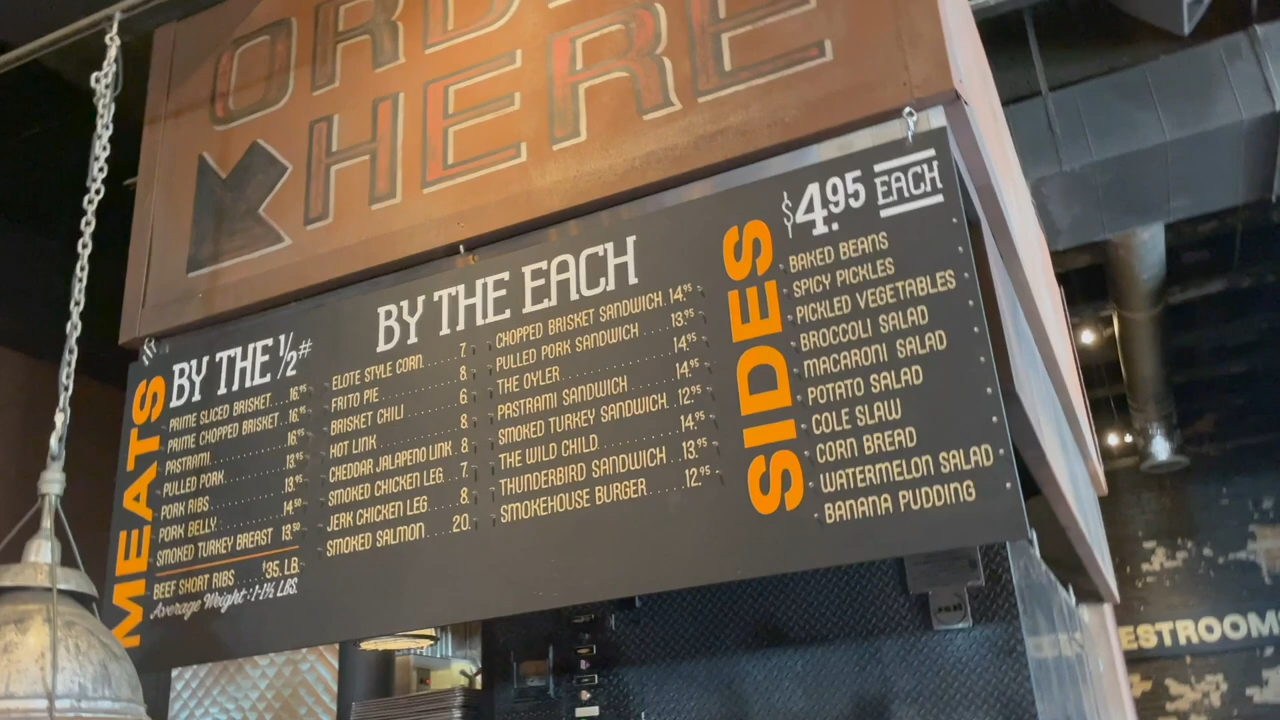 ORDER
HERE
MEATS
BY THE 1/2#
PRIME SLICED BRISKET....16.95
PRIME CHOPPED BRISKET..16.95
PASTRAMI..........16.95
PULLED PORK..........13.95
PORK RIBS..........13.95
PORK BELLY..........14.50
SMOKED TURKEY BREAST 13.50
BEEF SHORT RIBS.....$35. LB.
Average Weight: 1-1½ LBS.
BY THE EACH
ELOTE STYLE CORN......7.
FRITO PIE..........8.
BRISKET CHILI..........6.
HOT LINK..........8.
CHEDDAR JALAPENO LINK.8.
SMOKED CHICKEN LEG...7.
JERK CHICKEN LEG.....8.
SMOKED SALMON.....20.
CHOPPED BRISKET SANDWICH.14.95
PULLED PORK SANDWICH....13.95
THE OYLER..........14.95
PASTRAMI SANDWICH......14.95
SMOKED TURKEY SANDWICH..12.95
THE WILD CHILD..........14.95
THUNDERBIRD SANDWICH..13.95
SMOKEHOUSE BURGER.....12.95
SIDES
$4.95 EACH
BAKED BEANS
SPICY PICKLES
PICKLED VEGETABLES
BROCCOLI SALAD
MACARONI SALAD
POTATO SALAD
COLE SLAW
CORN BREAD
WATERMELON SALAD
BANANA PUDDING
ESTROOM